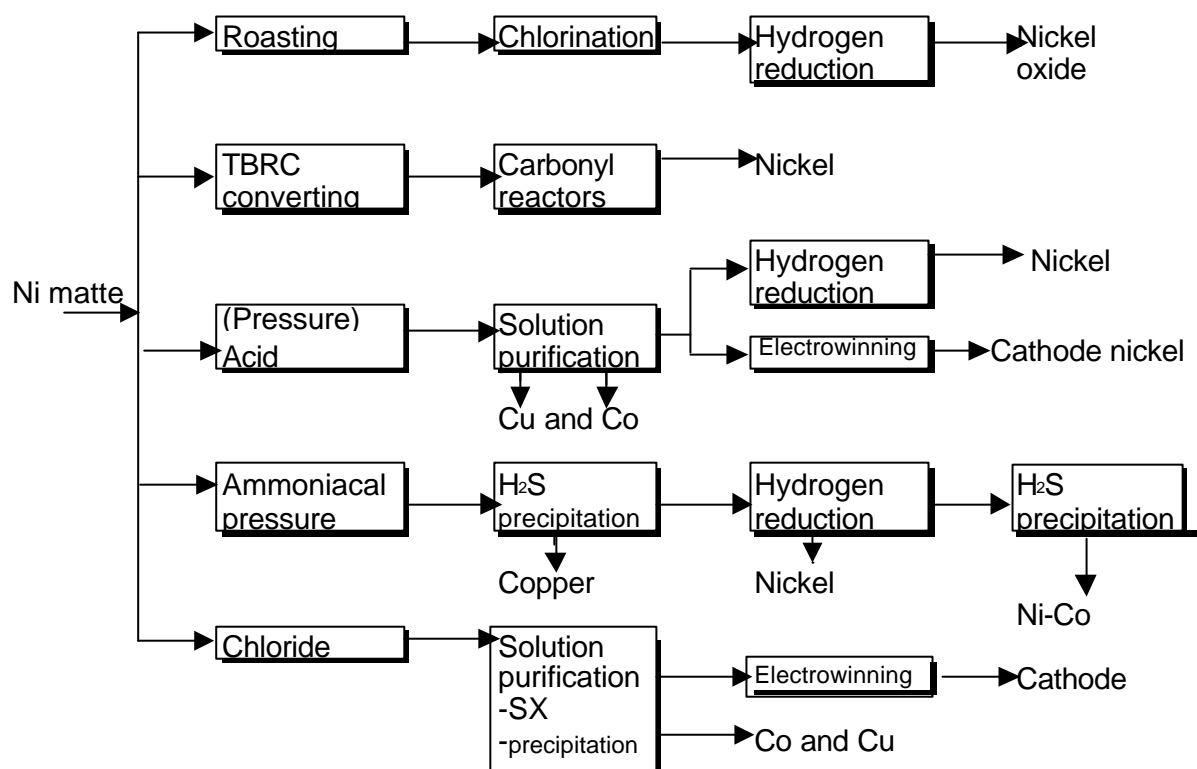 Roasting
Chlorination
Hydrogen
reduction
Nickel
oxide
TBRC
converting
Carbonyl
reactors
Nickel
Ni matte
(Pressure)
Acid
Solution
purification
Hydrogen
reduction
Nickel
Electrowinning
Cathode nickel
Cu and Co
Ammoniacal
pressure
H₂S
precipitation
Hydrogen
reduction
H₂S
precipitation
Copper
Nickel
Ni-Co
Chloride
Solution
purification
-SX
-precipitation
Electrowinning
Cathode
Co and Cu